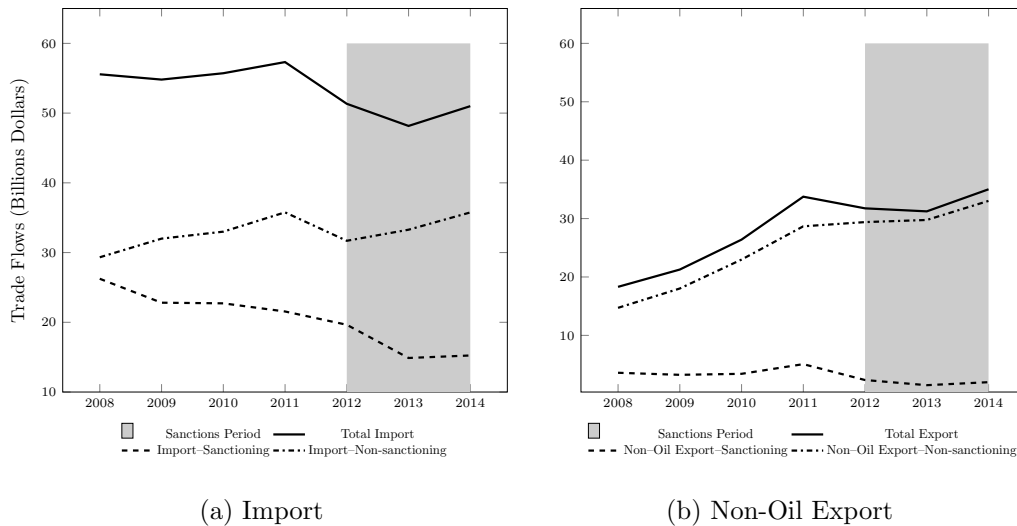 2008 2009 2010 2011 2012 2013 2014
10
20
30
40
50
60
Trade Flows (Billions Dollars)
Sanctions Period Total Import
Import–Sanctioning Import–Non-sanctioning
(a) Import
2008 2009 2010 2011 2012 2013 2014
10
20
30
40
50
60
Sanctions Period Total Export
Non–Oil Export–Sanctioning Non–Oil Export–Non-sanctioning
(b) Non-Oil Export